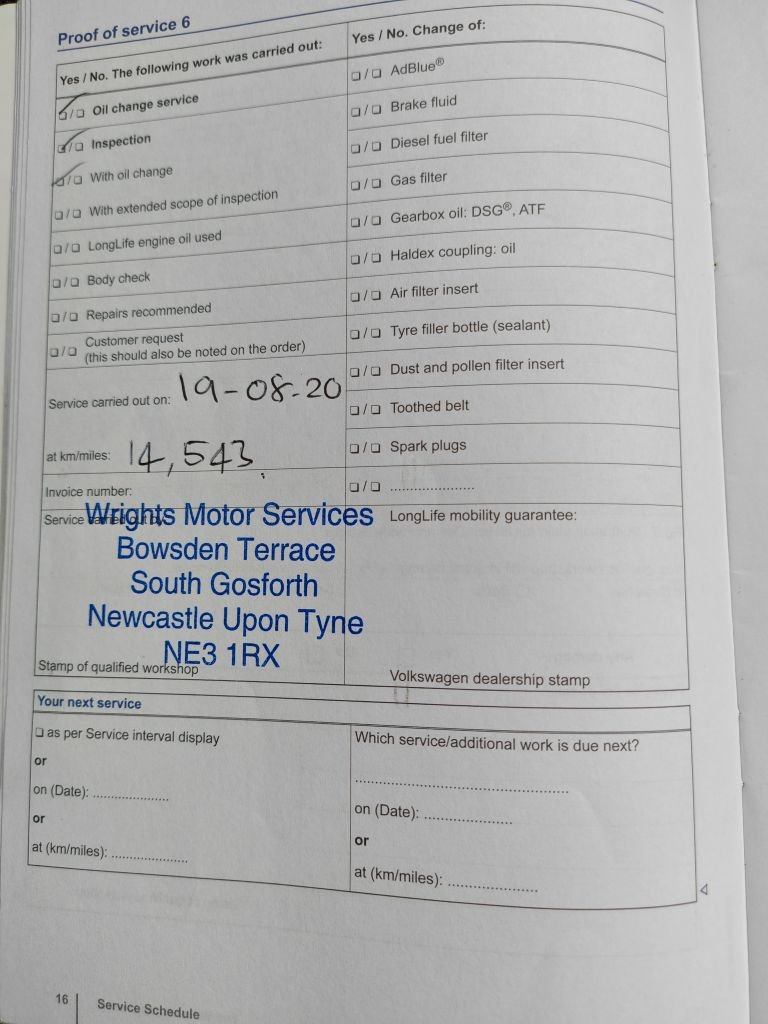 Proof of service 6
Yes / No. The following work was carried out:
❏/❏ Oil change service
❏/❏ Inspection
❏/❏ With oil change
❏/❏ With extended scope of inspection
❏/❏ LongLife engine oil used
❏/❏ Body check
❏/❏ Repairs recommended
❏/❏ Customer request
(this should also be noted on the order)
Service carried out on: 19-08-20
at km/miles: 14,543
Invoice number:
Service carried out by:
Wrights Motor Services
Bowsden Terrace
South Gosforth
Newcastle Upon Tyne
NE3 1RX
Stamp of qualified workshop
Yes / No. Change of:
❏/❏ AdBlue®
❏/❏ Brake fluid
❏/❏ Diesel fuel filter
❏/❏ Gas filter
❏/❏ Gearbox oil: DSG®, ATF
❏/❏ Haldex coupling: oil
❏/❏ Air filter insert
❏/❏ Tyre filler bottle (sealant)
❏/❏ Dust and pollen filter insert
❏/❏ Toothed belt
❏/❏ Spark plugs
❏/❏ .....................
LongLife mobility guarantee:
Volkswagen dealership stamp
Your next service
❏ as per Service interval display
or
on (Date): ...................
or
at (km/miles): ...................
Which service/additional work is due next?
.....................................................
on (Date): ......................
or
at (km/miles): ......................
16
Service Schedule